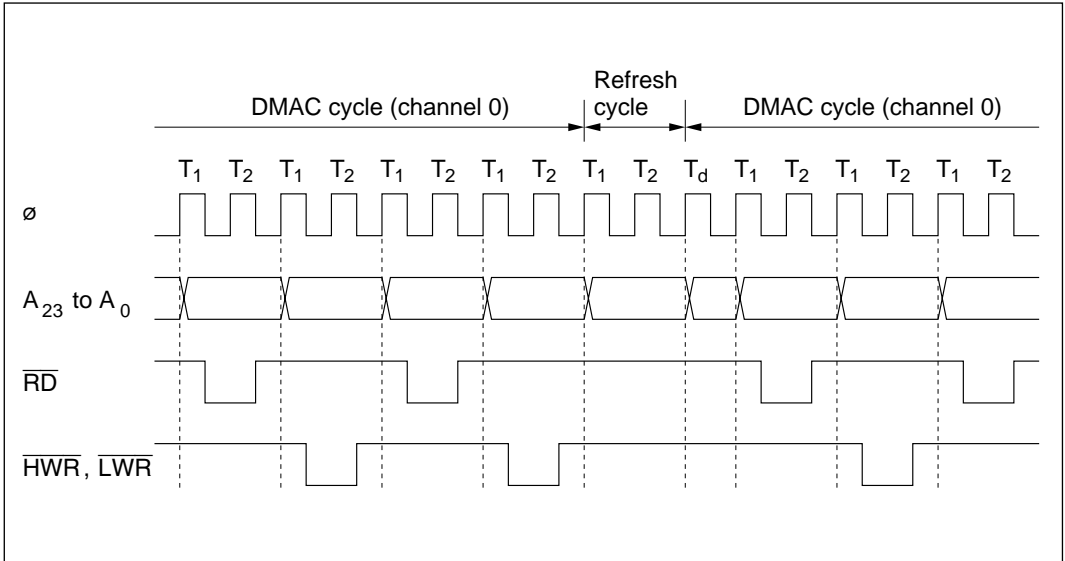 Refresh
DMAC cycle (channel 0) cycle DMAC cycle (channel 0)
T1 T2 T1 T2 T1 T2 T1 T2 T1 T2 Td T1 T2 T1 T2 T1 T2
ø
A23 to A0
RD
HWR, LWR